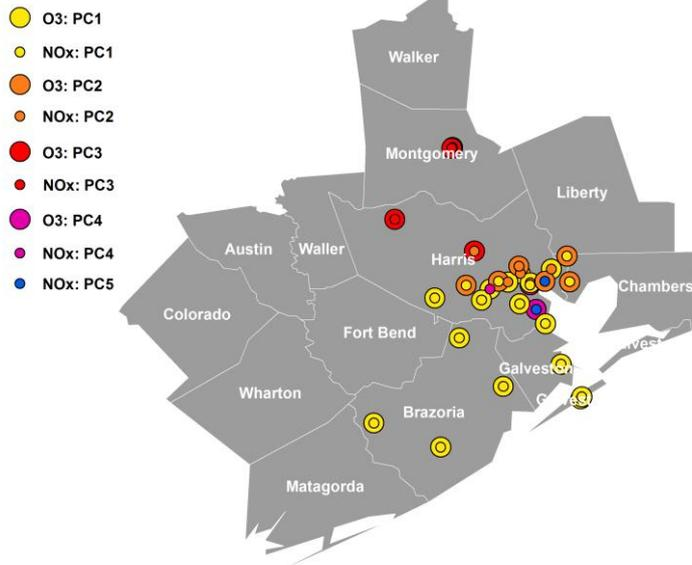 O3: PC1
NOx: PC1
O3: PC2
NOx: PC2
O3: PC3
NOx: PC3
O3: PC4
NOx: PC4
NOx: PC5
Walker
Montgomery
Liberty
Austin
Waller
Harris
Chambers
Colorado
Fort Bend
Galveston
Wharton
Brazoria
Matagorda